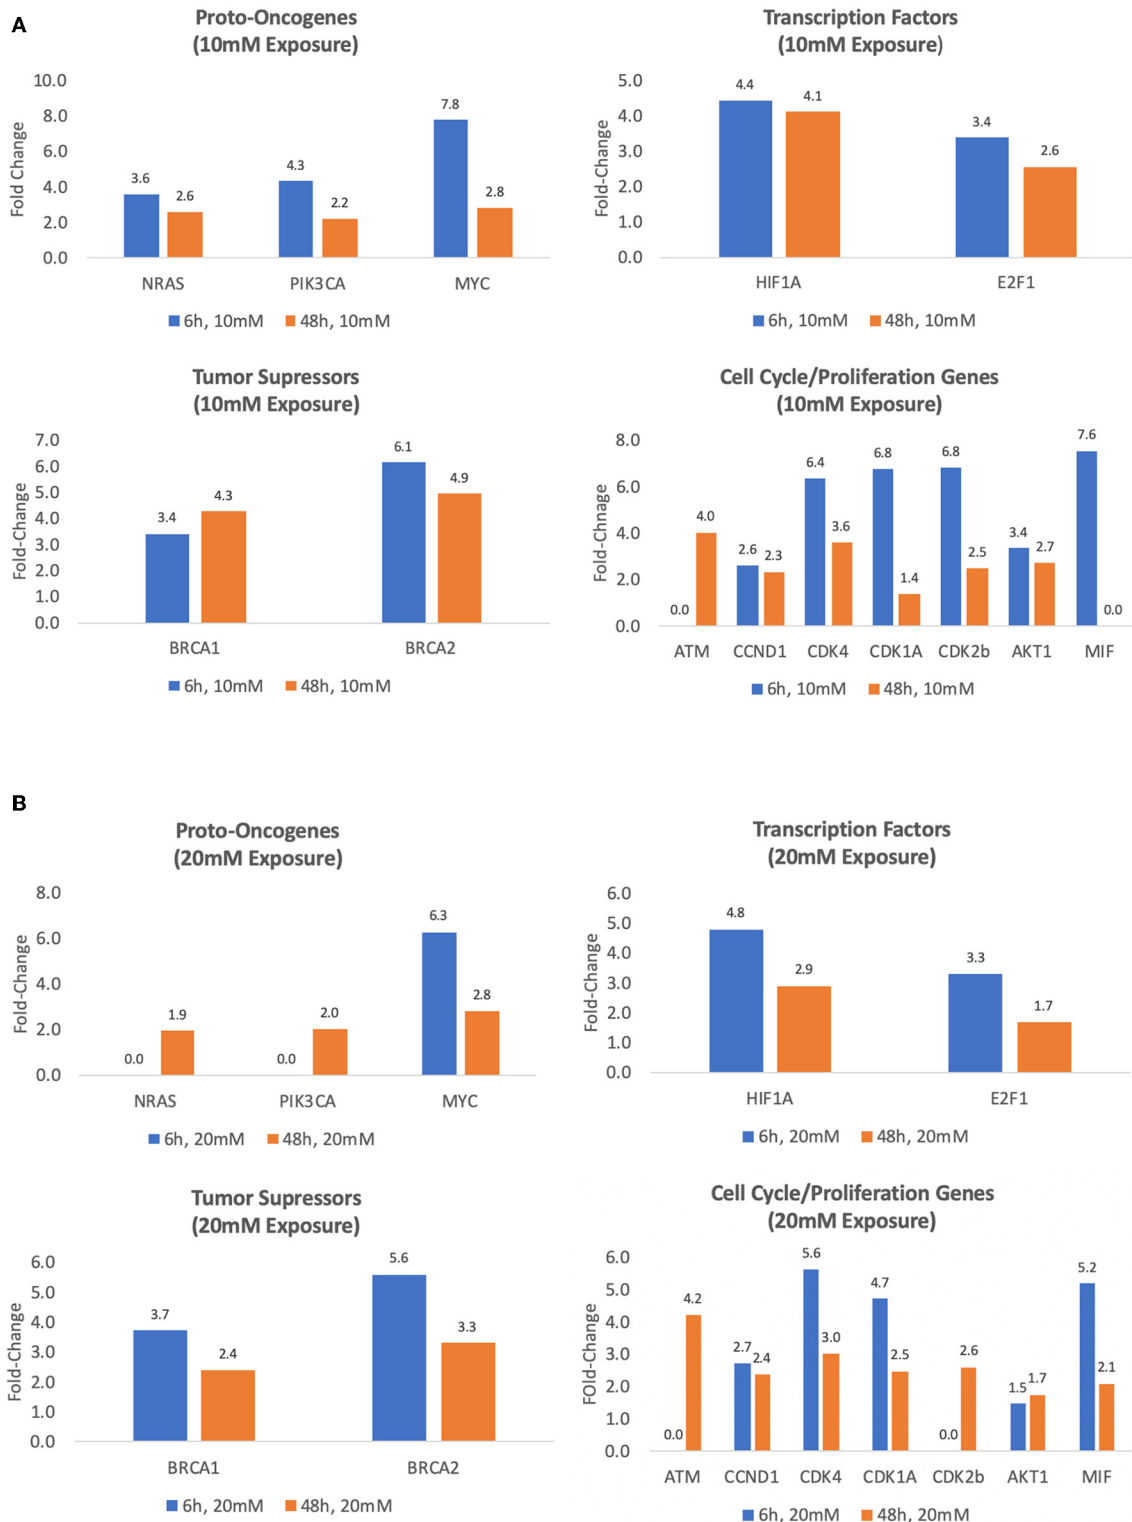 A
Proto-Oncogenes
(10mM Exposure)
Fold Change
10.0
8.0
6.0
4.0
2.0
0.0
3.6
2.6
4.3
2.2
7.8
2.8
NRAS
PIK3CA
MYC
6h, 10mM
48h, 10mM
Transcription Factors
(10mM Exposure)
Fold-Change
5.0
4.0
3.0
2.0
1.0
0.0
4.4
4.1
3.4
2.6
HIF1A
E2F1
6h, 10mM
48h, 10mM
Tumor Supressors
(10mM Exposure)
Fold-Change
7.0
6.0
5.0
4.0
3.0
2.0
1.0
0.0
3.4
4.3
6.1
4.9
BRCA1
BRCA2
6h, 10mM
48h, 10mM
Cell Cycle/Proliferation Genes
(10mM Exposure)
Fold-Chnage
8.0
6.0
4.0
2.0
0.0
0.0
4.0
2.6
2.3
6.4
3.6
6.8
1.4
6.8
2.5
3.4
2.7
7.6
0.0
ATM
CCND1
CDK4
CDK1A
CDK2b
AKT1
MIF
6h, 10mM
48h, 10mM
B
Proto-Oncogenes
(20mM Exposure)
Fold-Change
8.0
6.0
4.0
2.0
0.0
0.0
1.9
0.0
2.0
6.3
2.8
NRAS
PIK3CA
MYC
6h, 20mM
48h, 20mM
Transcription Factors
(20mM Exposure)
Fold-Change
6.0
5.0
4.0
3.0
2.0
1.0
0.0
4.8
2.9
3.3
1.7
HIF1A
E2F1
6h, 20mM
48h, 20mM
Tumor Supressors
(20mM Exposure)
Fold-Change
6.0
5.0
4.0
3.0
2.0
1.0
0.0
3.7
2.4
5.6
3.3
BRCA1
BRCA2
6h, 20mM
48h, 20mM
Cell Cycle/Proliferation Genes
(20mM Exposure)
FOld-Change
6.0
5.0
4.0
3.0
2.0
1.0
0.0
0.0
4.2
2.7
2.4
5.6
3.0
4.7
2.5
0.0
2.6
1.5
1.7
5.2
2.1
ATM
CCND1
CDK4
CDK1A
CDK2b
AKT1
MIF
6h, 20mM
48h, 20mM